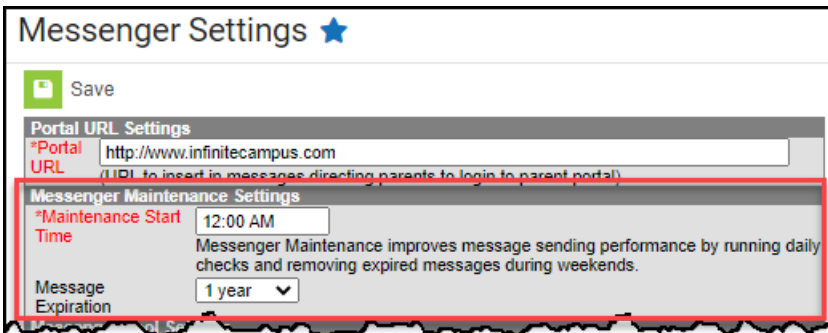 Messenger Settings
Save
Portal URL Settings
*Portal URL
http://www.infinitecampus.com
(URL to insert in messages directing parents to login to parent portal)
Messenger Maintenance Settings
*Maintenance Start Time
12:00 AM
Messenger Maintenance improves message sending performance by running daily
checks and removing expired messages during weekends.
Message Expiration
1 year